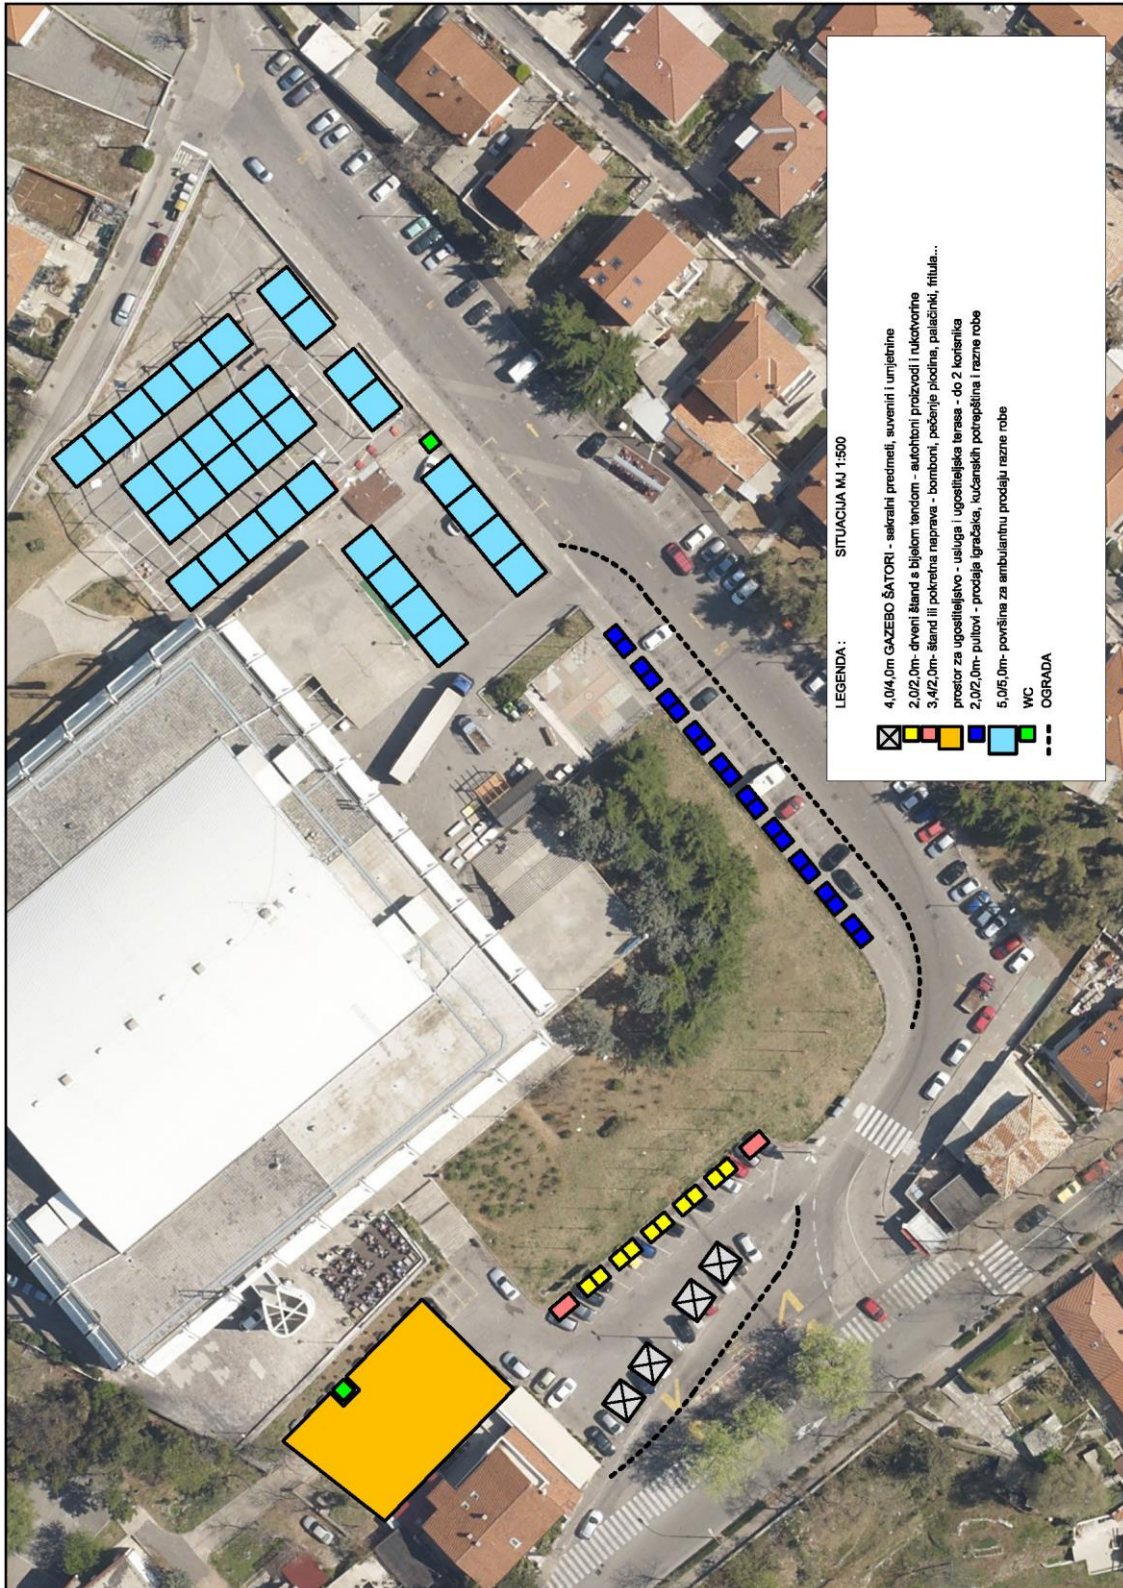 LEGENDA :
SITUACIJA MJ 1:500
4,0/4,0m GAZEBO ŠATORI - sakralni predmeti, suveniri i umjetnine
2,0/2,0m- drveni štand s bijelom tendom - autohtoni proizvodi i rukotvorine
3,4/2,0m- štand ili pokretna naprava - bomboni, pečenje plodina, palačinki, fritula...
prostor za ugostiteljstvo - usluga i ugostiteljska terasa - do 2 korisnika
2,0/2,0m- pultovi - prodaja igračaka, kućanskih potrepština i razne robe
5,0/5,0m- površina za ambulantnu prodaju razne robe
WC
OGRADA